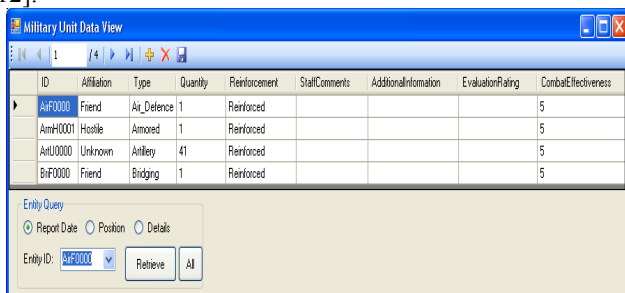 12].
Military Unit Data View
1 /4
ID Affiliation Type Quantity Reinforcement StaffComments AdditionalInformation EvaluationRating CombatEffectiveness
AirF0000 Friend Air_Defence 1 Reinforced 5
ArmH0001 Hostile Armored 1 Reinforced 5
ArtU0000 Unknown Artillery 41 Reinforced 5
BriF0000 Friend Bridging 1 Reinforced 5
Entity Query
Report Date Position Details
Entity ID: AirF0000 Retrieve All